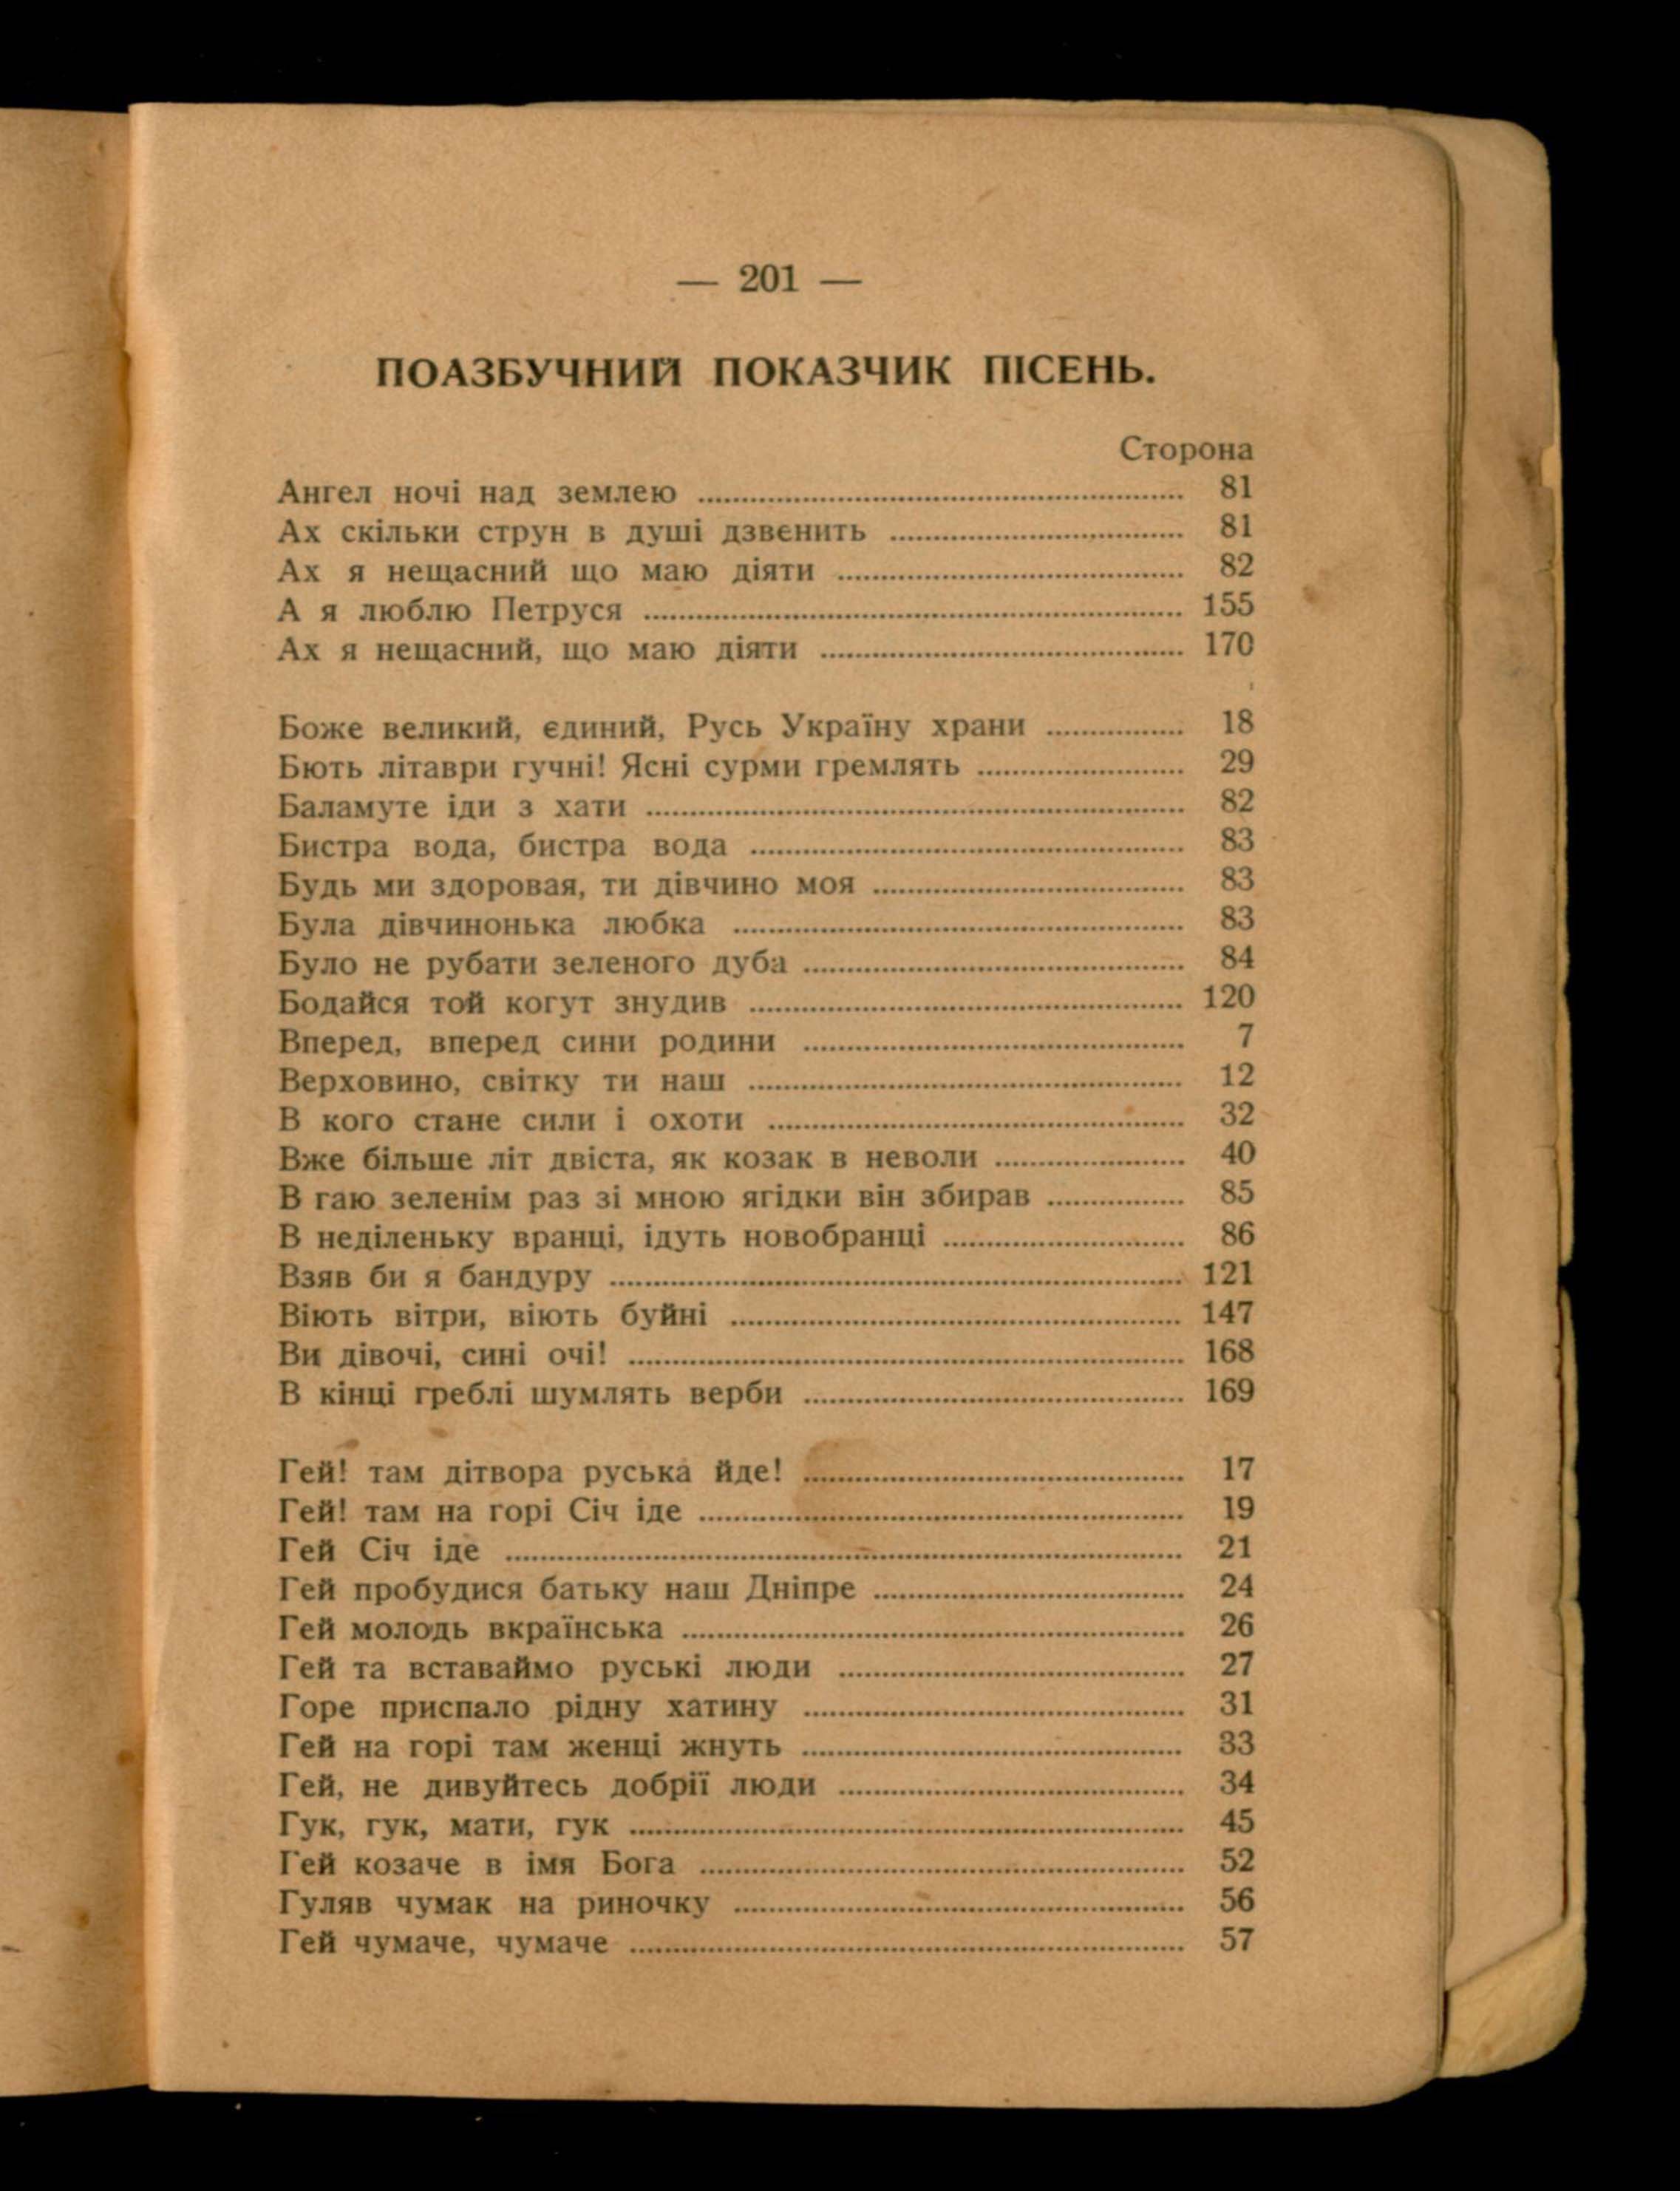 — 201 —
ПОАЗБУЧНИЙ ПОКАЗЧИК ПІСЕНЬ.
Сторона
Ангел ночі над землею ........ 81
Ах скільки струн в душі дзвенить ........ 81
Ах я нещасний що маю діяти ........ 82
А я люблю Петруся ........ 155
Ах я нещасний, що маю діяти ........ 170
Боже великий, єдиний, Русь Україну храни ........ 18
Бють літаври гучні! Ясні сурми гремлять ........ 29
Баламуте іди з хати ........ 82
Бистра вода, бистра вода ........ 83
Будь ми здоровая, ти дівчино моя ........ 83
Була дівчинонька любка ........ 83
Було не рубати зеленого дуба ........ 84
Бодайся той когут знудив ........ 120
Вперед, вперед сини родини ........ 7
Верховино, світку ти наш ........ 12
В кого стане сили і охоти ........ 32
Вже більше літ двіста, як козак в неволи ........ 40
В гаю зеленім раз зі мною ягідки він збирав ........ 85
В неділеньку вранці, ідуть новобранці ........ 86
Взяв би я бандуру ........ 121
Віють вітри, віють буйні ........ 147
Ви дівочі, сині очі! ........ 168
В кінці греблі шумлять верби ........ 169
Гей! там дітвора руська йде! ........ 17
Гей! там на горі Січ іде ........ 19
Гей Січ іде ........ 21
Гей пробудися батьку наш Дніпре ........ 24
Гей молодь вкраїнська ........ 26
Гей та вставаймо руські люди ........ 27
Горе приспало рідну хатину ........ 31
Гей на горі там женці жнуть ........ 33
Гей, не дивуйтесь добрії люди ........ 34
Гук, гук, мати, гук ........ 45
Гей козаче в імя Бога ........ 52
Гуляв чумак на риночку ........ 56
Гей чумаче, чумаче ........ 57